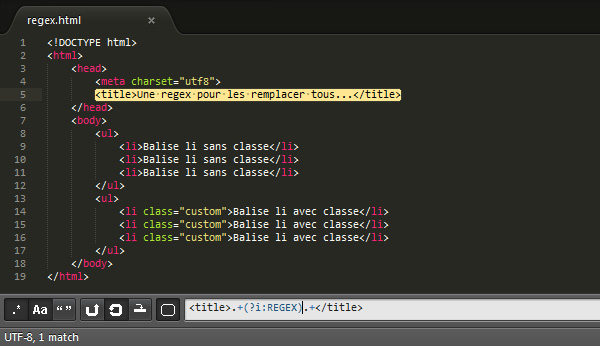 regex.html ×
1 <!DOCTYPE html>
2 <html>
3 <head>
4 <meta charset="utf8">
5 <title>Une·regex·pour·les·remplacer·tous...</title>
6 </head>
7 <body>
8 <ul>
9 <li>Balise li sans classe</li>
10 <li>Balise li sans classe</li>
11 <li>Balise li sans classe</li>
12 </ul>
13 <ul>
14 <li class="custom">Balise li avec classe</li>
15 <li class="custom">Balise li avec classe</li>
16 <li class="custom">Balise li avec classe</li>
17 </ul>
18 </body>
19 </html>
.* Aa “” <title>.+(?i:REGEX).+</title>
UTF-8, 1 match